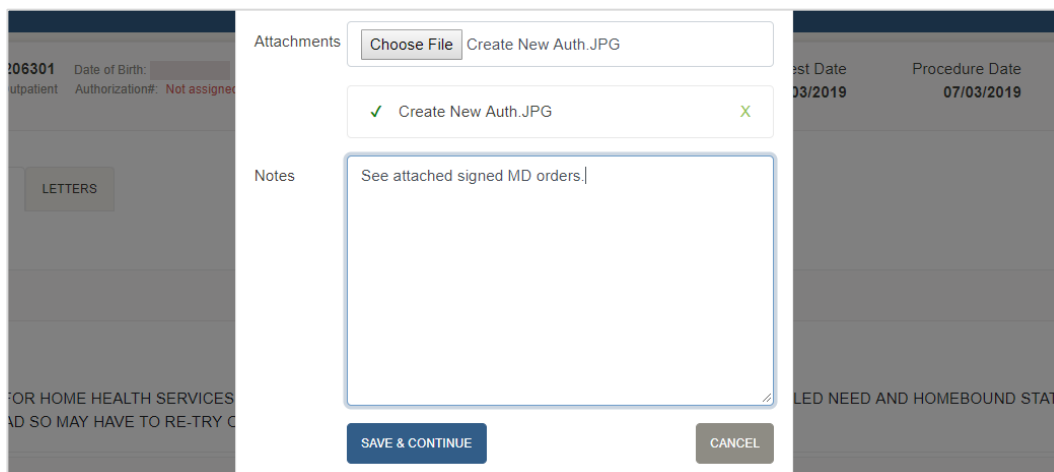 Attachments Choose File Create New Auth.JPG
206301 Date of Birth: est Date Procedure Date
utpatient Authorization#: Not assigned 03/2019 07/03/2019
✓ Create New Auth.JPG X
Notes See attached signed MD orders.
LETTERS
FOR HOME HEALTH SERVICES LED NEED AND HOMEBOUND STAT
AD SO MAY HAVE TO RE-TRY C
SAVE & CONTINUE CANCEL